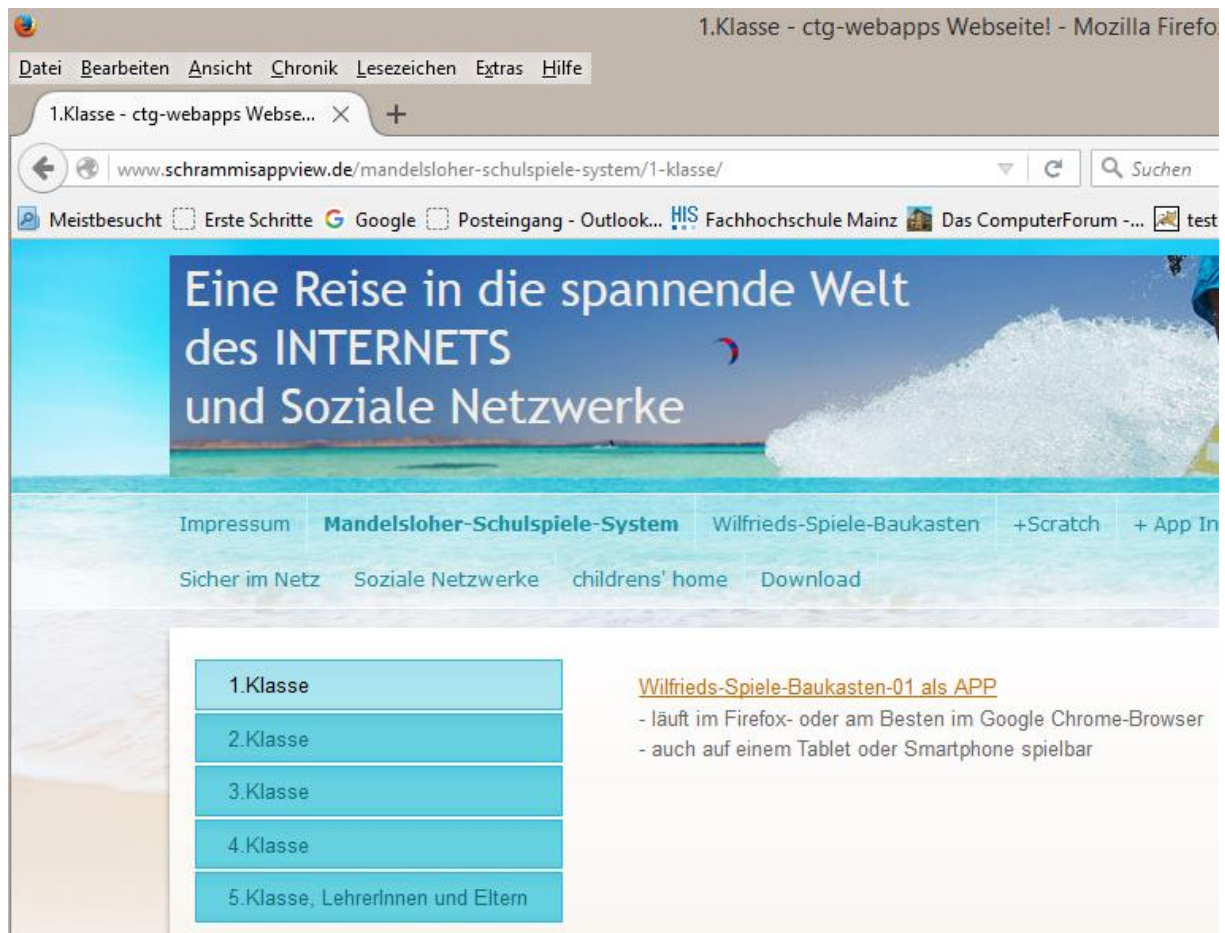 1.Klasse - ctg-webapps Webseite! - Mozilla Firefo
Datei Bearbeiten Ansicht Chronik Lesezeichen Extras Hilfe
1.Klasse - ctg-webapps Webse...
www.schrammisappview.de/mandelsloher-schulspiele-system/1-klasse/ Suchen
Meistbesucht Erste Schritte G Google Posteingang - Outlook... HIS Fachhochschule Mainz Das ComputerForum -... test
Eine Reise in die spannende Welt
des INTERNETS
und Soziale Netzwerke
Impressum Mandelsloher-Schulspiele-System Wilfrieds-Spiele-Baukasten +Scratch + App In
Sicher im Netz Soziale Netzwerke childrens' home Download
1.Klasse
2.Klasse
3.Klasse
4.Klasse
5.Klasse, LehrerInnen und Eltern
Wilfrieds-Spiele-Baukasten-01 als APP
- läuft im Firefox- oder am Besten im Google Chrome-Browser
- auch auf einem Tablet oder Smartphone spielbar